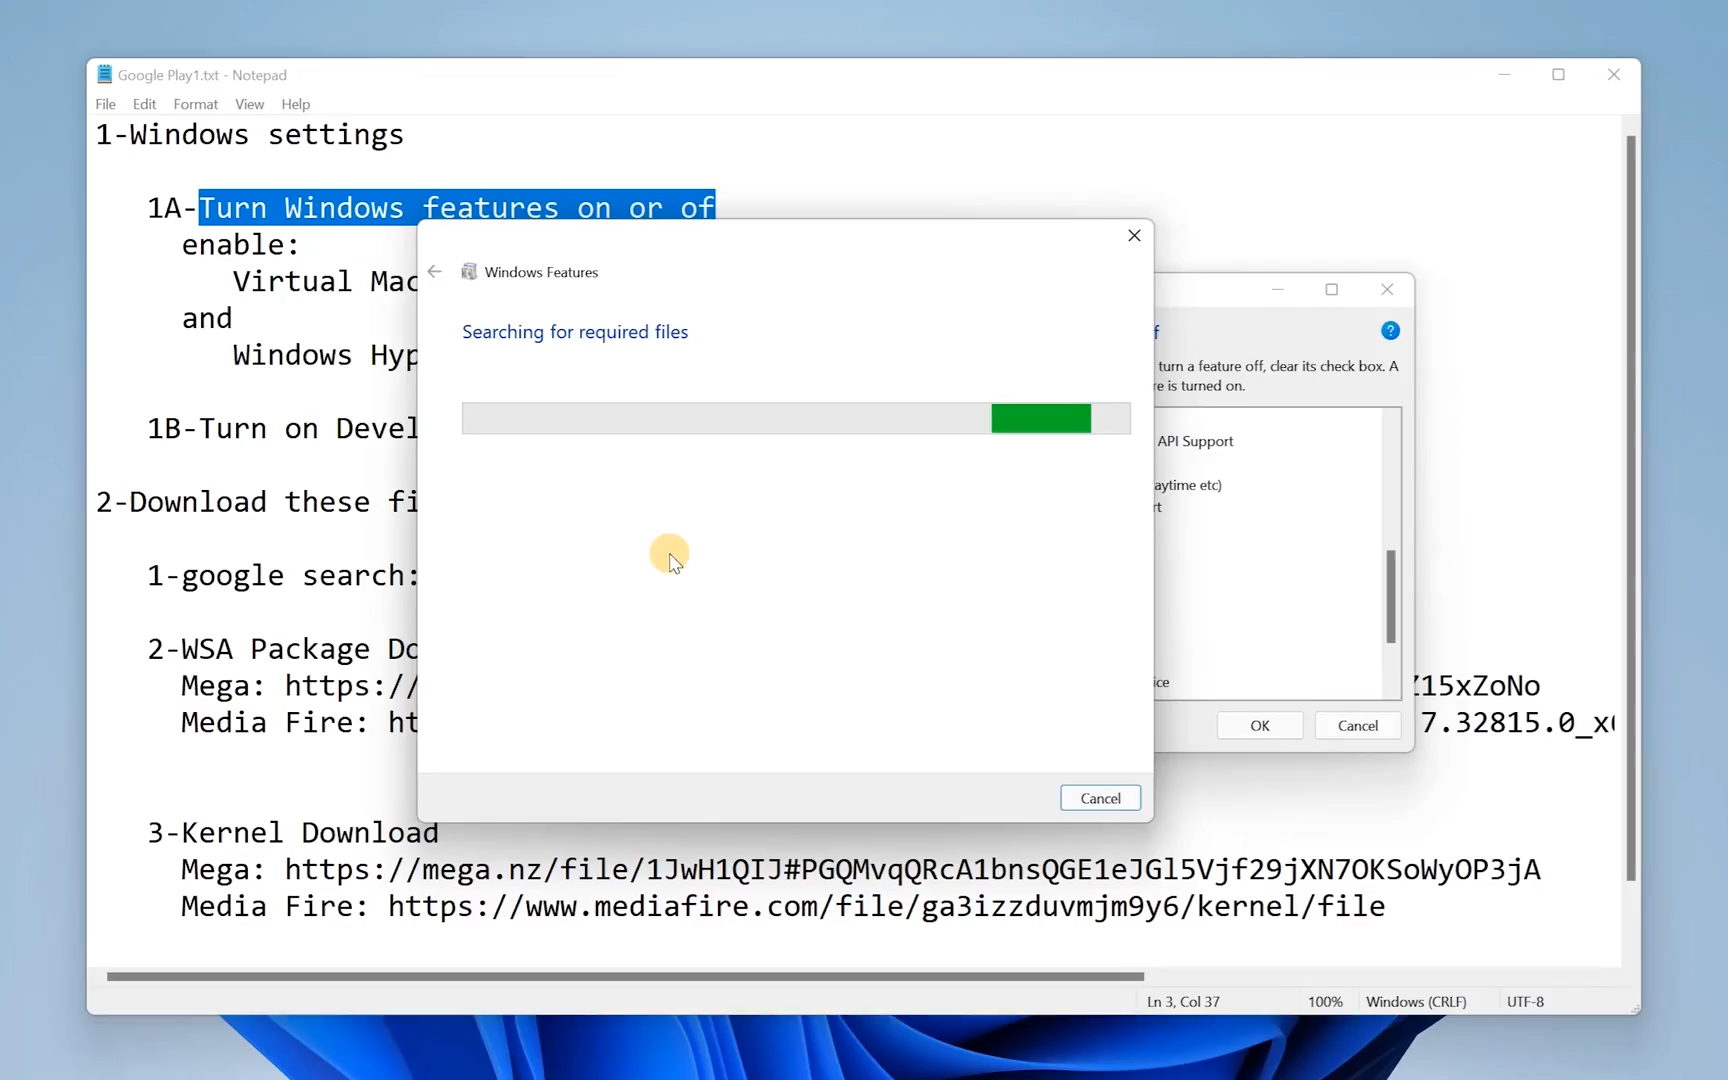 Google Play1.txt - Notepad
File Edit Format View Help
1-Windows settings
1A-Turn Windows features on or of
enable:
Virtual Mac
and
Windows Hyp
1B-Turn on Devel
2-Download these fi
1-google search:
2-WSA Package Do
Mega: https://
Z15xZoNo
Media Fire: ht
7.32815.0_x
3-Kernel Download
Mega: https://mega.nz/file/1JwH1QIJ#PGQMvqQRcA1bnsQGE1eJGl5Vjf29jXN7OKSoWyOP3jA
Media Fire: https://www.mediafire.com/file/ga3izzduvmjm9y6/kernel/file
Windows Features
Searching for required files
Cancel
f
turn a feature off, clear its check box. A
re is turned on.
API Support
aytime etc)
rt
ice
OK Cancel
Ln 3, Col 37 100% Windows (CRLF) UTF-8